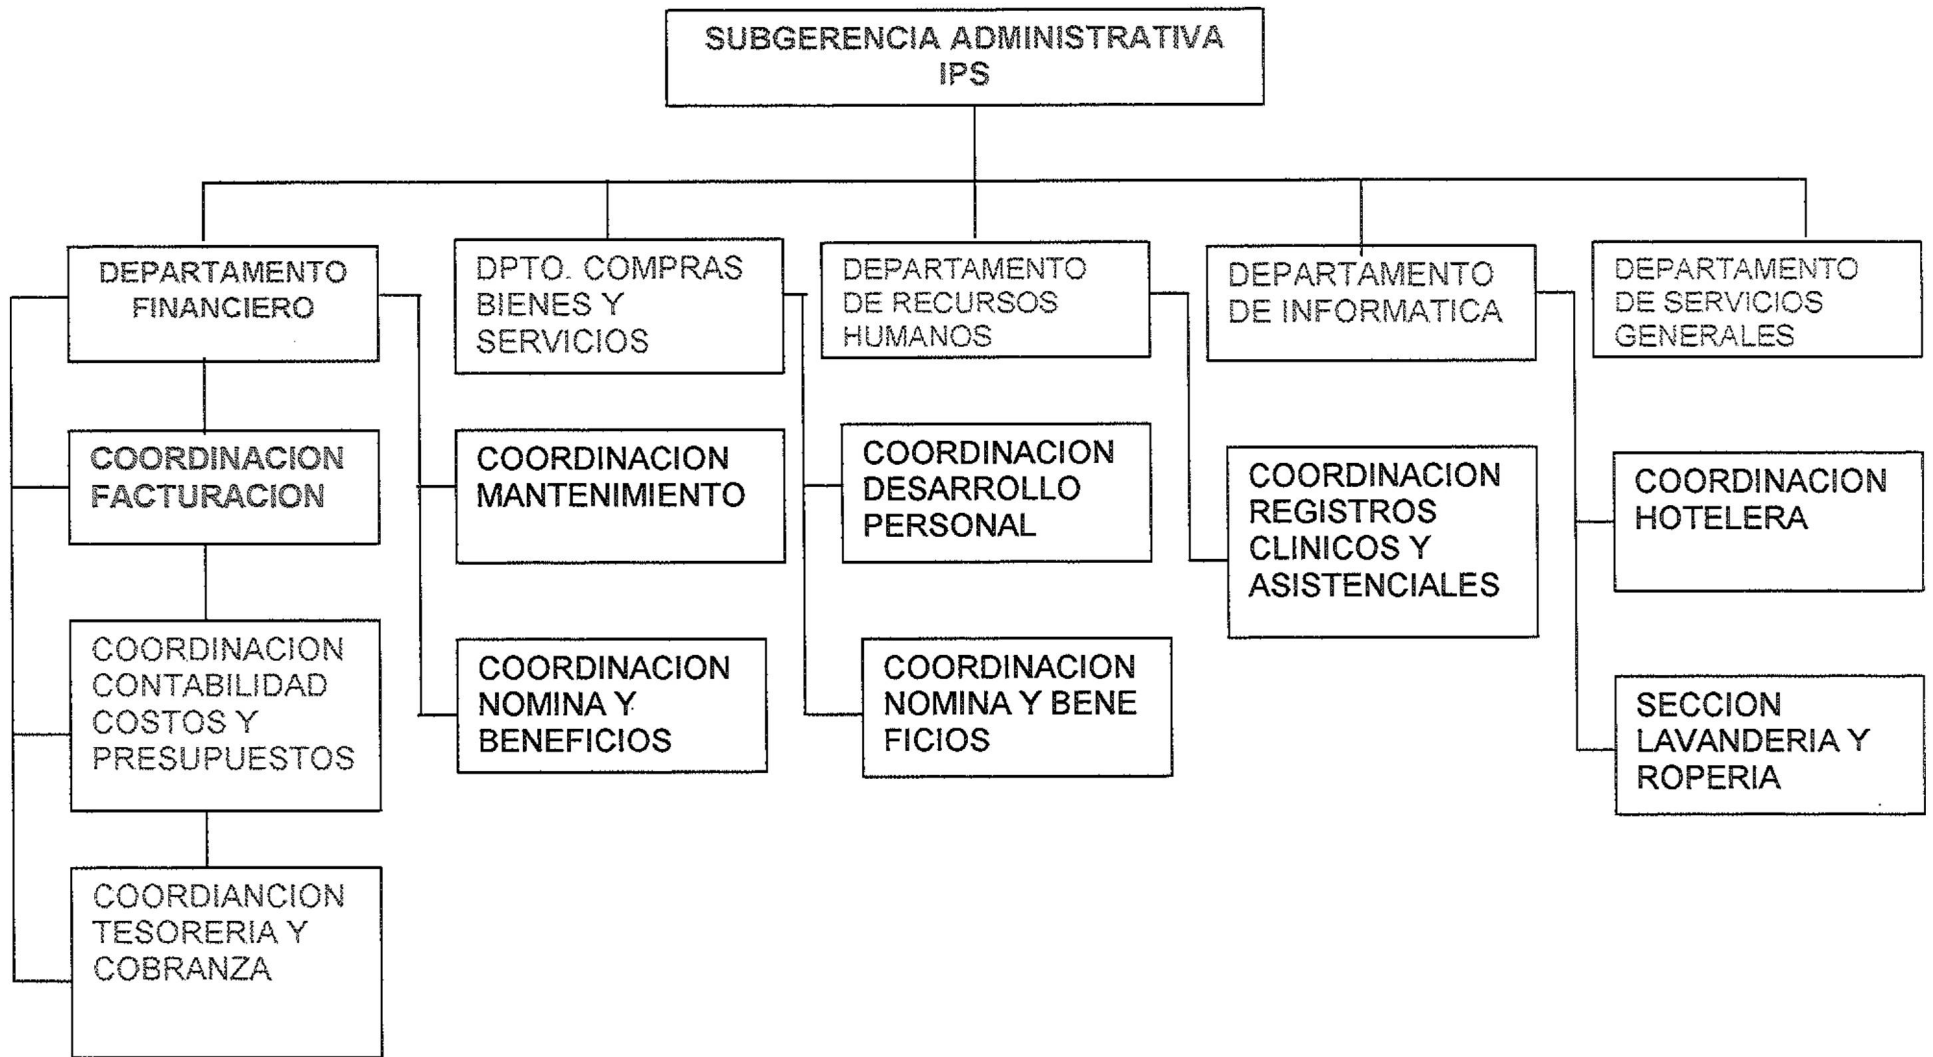 SUBGERENCIA ADMINISTRATIVA
IPS
DEPARTAMENTO
FINANCIERO
DPTO. COMPRAS
BIENES Y
SERVICIOS
DEPARTAMENTO
DE RECURSOS
HUMANOS
DEPARTAMENTO
DE INFORMATICA
DEPARTAMENTO
DE SERVICIOS
GENERALES
COORDINACION
FACTURACION
COORDINACION
MANTENIMIENTO
COORDINACION
DESARROLLO
PERSONAL
COORDINACION
REGISTROS
CLINICOS Y
ASISTENCIALES
COORDINACION
HOTELERA
COORDINACION
CONTABILIDAD
COSTOS Y
PRESUPUESTOS
COORDINACION
NOMINA Y
BENEFICIOS
COORDINACION
NOMINA Y BENE
FICIOS
SECCION
LAVANDERIA Y
ROPERIA
COORDIANCION
TESORERIA Y
COBRANZA